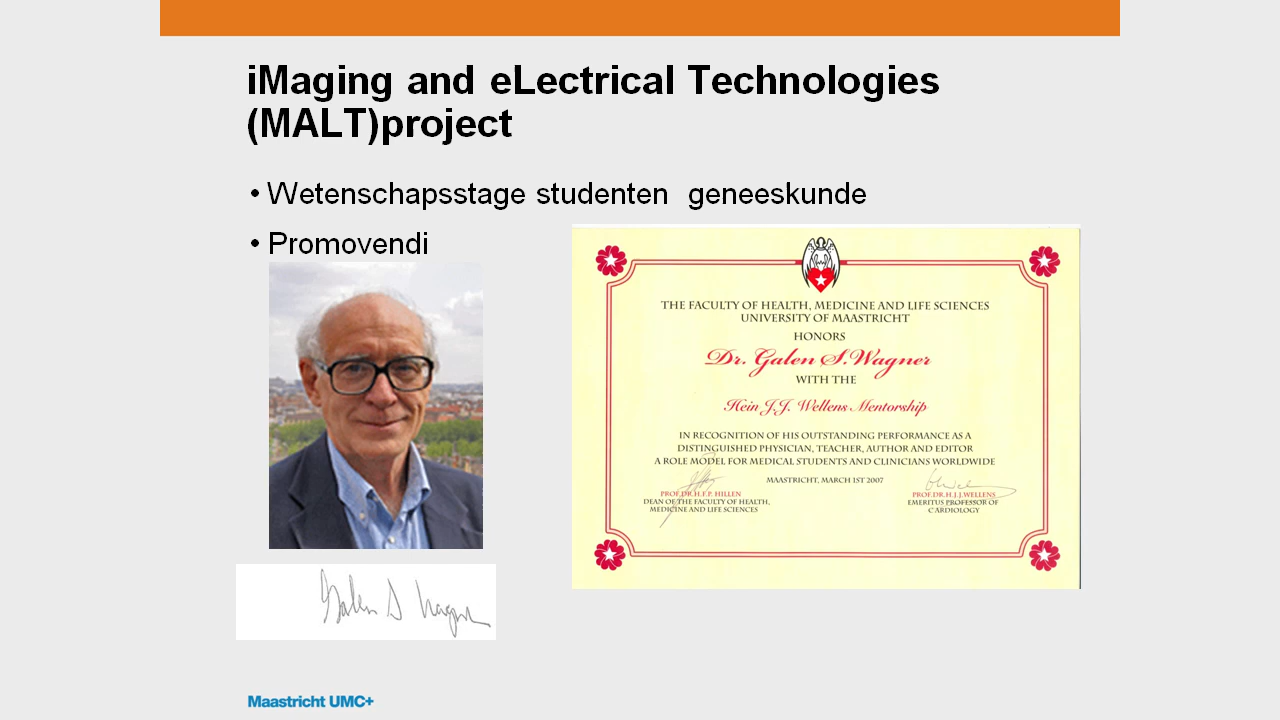 iMaging and eLectrical Technologies
(MALT)project
• Wetenschapsstage studenten geneeskunde
• Promovendi
THE FACULTY OF HEALTH, MEDICINE AND LIFE SCIENCES
UNIVERSITY OF MAASTRICHT
HONORS
Dr. Galen S. Wagner
WITH THE
Hein J.J. Wellens Mentorship
IN RECOGNITION OF HIS OUTSTANDING PERFORMANCE AS A
DISTINGUISHED PHYSICIAN, TEACHER, AUTHOR AND EDITOR
A ROLE MODEL FOR MEDICAL STUDENTS AND CLINICIANS WORLDWIDE
MAASTRICHT, MARCH 1ST 2007
PROF.DR.H.F.P. HILLEN
DEAN OF THE FACULTY OF HEALTH,
MEDICINE AND LIFE SCIENCES
PROF.DR.H.J.J.WELLENS
EMERITUS PROFESSOR OF
CARDIOLOGY
Galen S Wagner
Maastricht UMC+